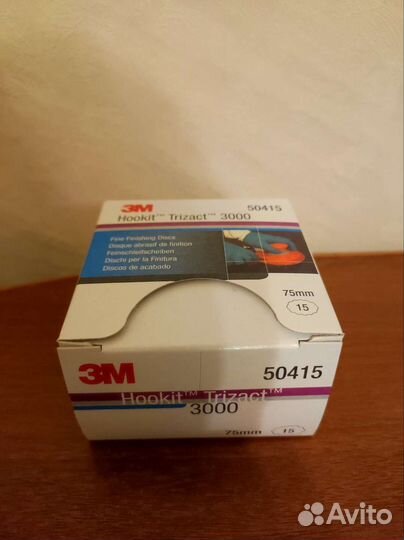 3M
50415
Hookit™ Trizact™ 3000
Fine Finishing Discs
Disque abrasif de finition
Feinschleifscheiben
Dischi per la Finitura
Discos de acabado
75mm
15
3M
50415
Hookit™ Trizact™
3000
75mm
15
Avito